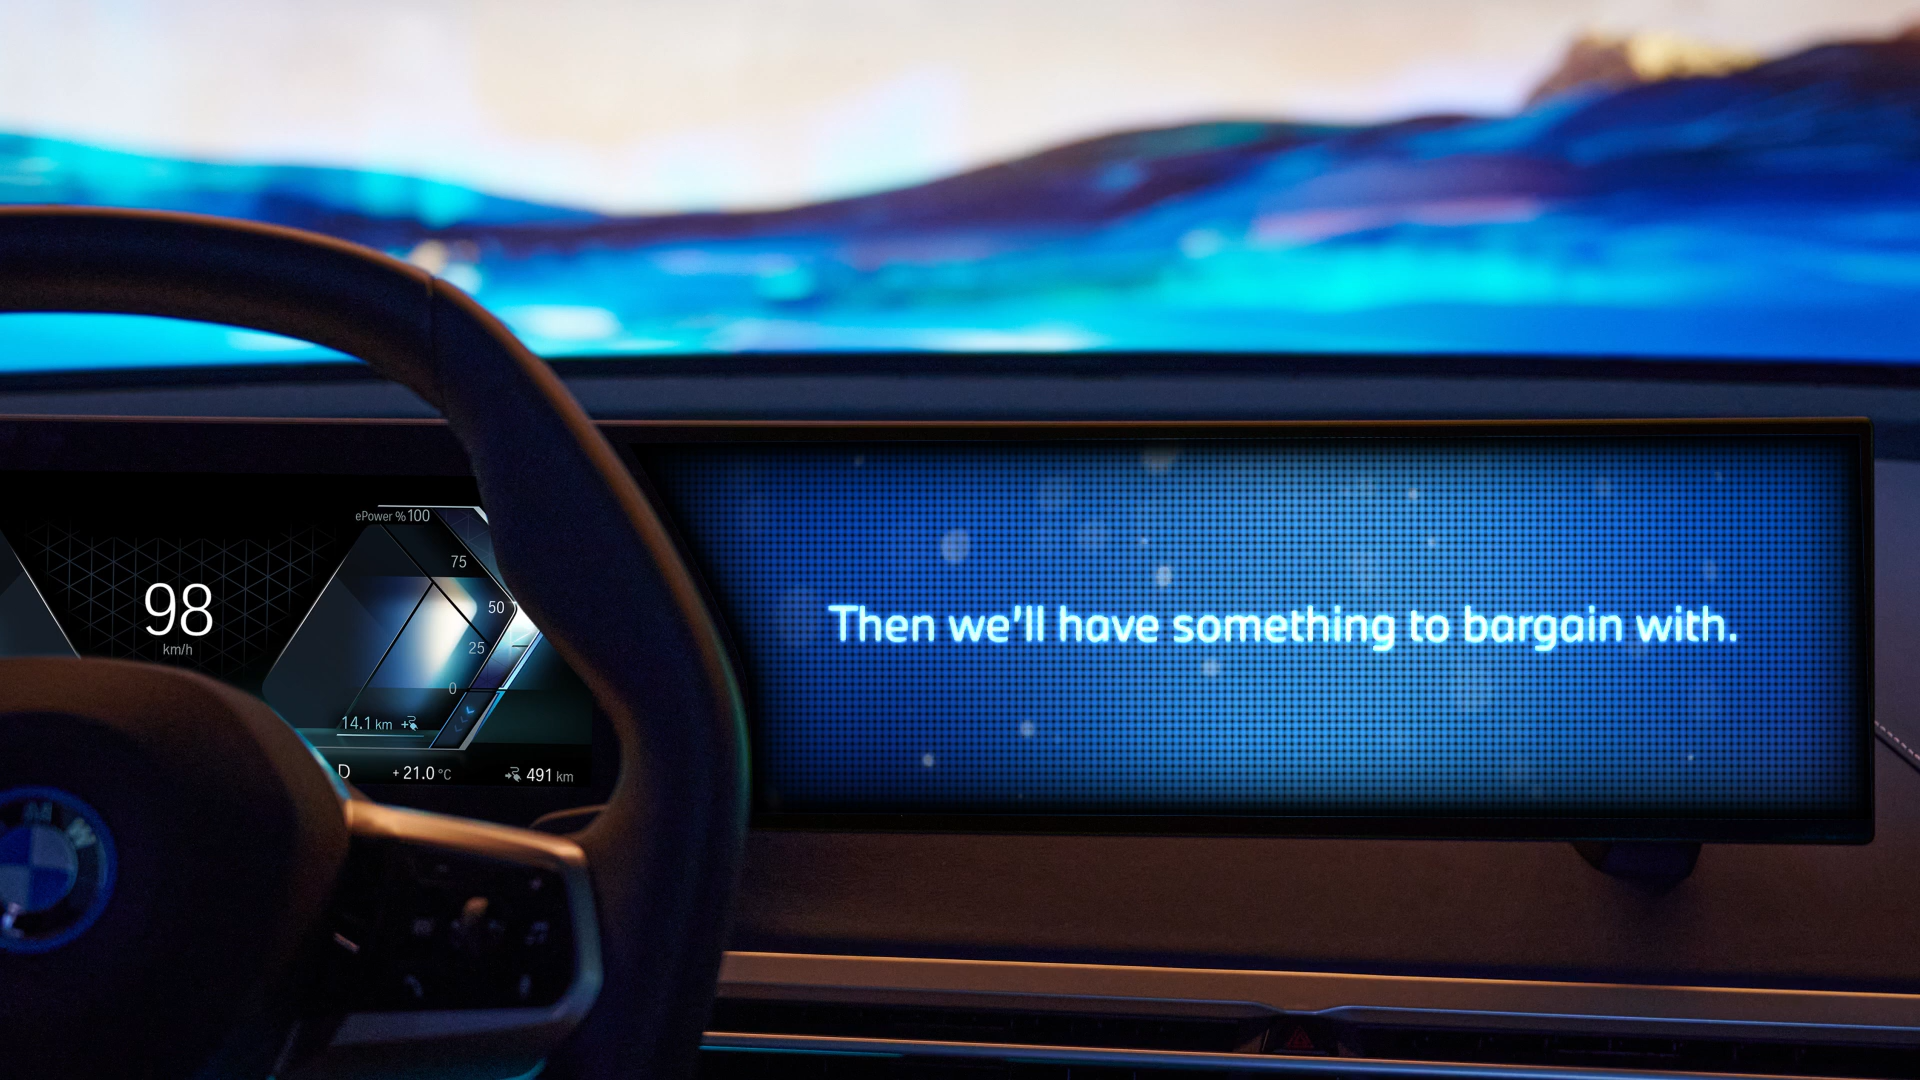 ePower % 100
75
50
25
0
98
km/h
14.1 km
D
+ 21.0 °C
491 km
Then we'll have something to bargain with.
BMW